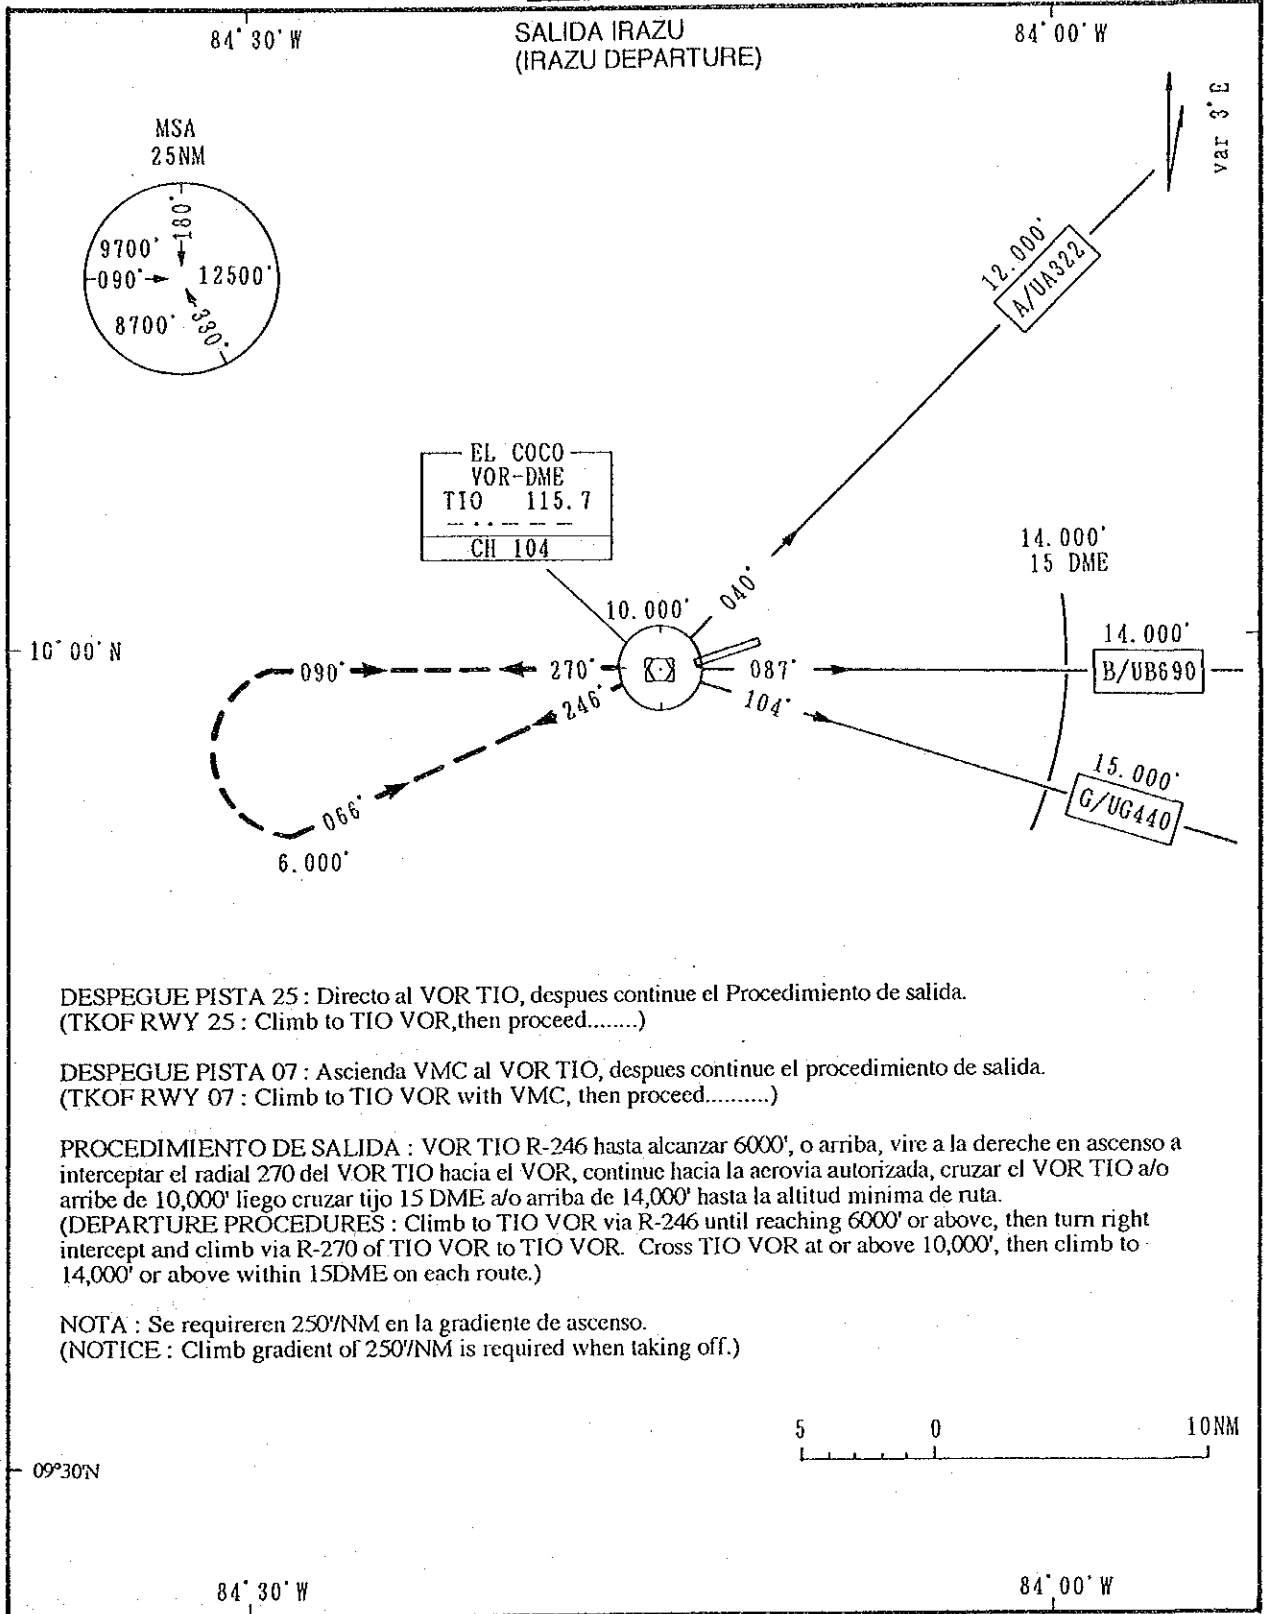 84°30'W
SALIDA IRAZU
(IRAZU DEPARTURE)
84°00'W
var 3°E
MSA
25NM
180°
9700'
090°
12500'
8700'
330°
12.000'
A/UA322
EL COCO
VOR-DME
TIO 115.7
CH 104
14.000'
15 DME
10.000'
040°
10°00'N
090°
270°
087°
14.000'
B/UB690
246°
104°
066°
15.000'
G/UG440
6.000'
DESPEGUE PISTA 25 : Directo al VOR TIO, despues continue el Procedimiento de salida.
(TKOF RWY 25 : Climb to TIO VOR,then proceed........)
DESPEGUE PISTA 07 : Ascienda VMC al VOR TIO, despues continue el procedimiento de salida.
(TKOF RWY 07 : Climb to TIO VOR with VMC, then proceed..........)
PROCEDIMIENTO DE SALIDA : VOR TIO R-246 hasta alcanzar 6000', o arriba, vire a la dereche en ascenso a
interceptar el radial 270 del VOR TIO hacia el VOR, continue hacia la aerovia autorizada, cruzar el VOR TIO a/o
arribe de 10,000' liego cruzar tijo 15 DME a/o arriba de 14,000' hasta la altitud minima de ruta.
(DEPARTURE PROCEDURES : Climb to TIO VOR via R-246 until reaching 6000' or above, then turn right
intercept and climb via R-270 of TIO VOR to TIO VOR. Cross TIO VOR at or above 10,000', then climb to
14,000' or above within 15DME on each route.)
NOTA : Se requireren 250'/NM en la gradiente de ascenso.
(NOTICE : Climb gradient of 250'/NM is required when taking off.)
5 0 10NM
09°30'N
84°30'W
84°00'W